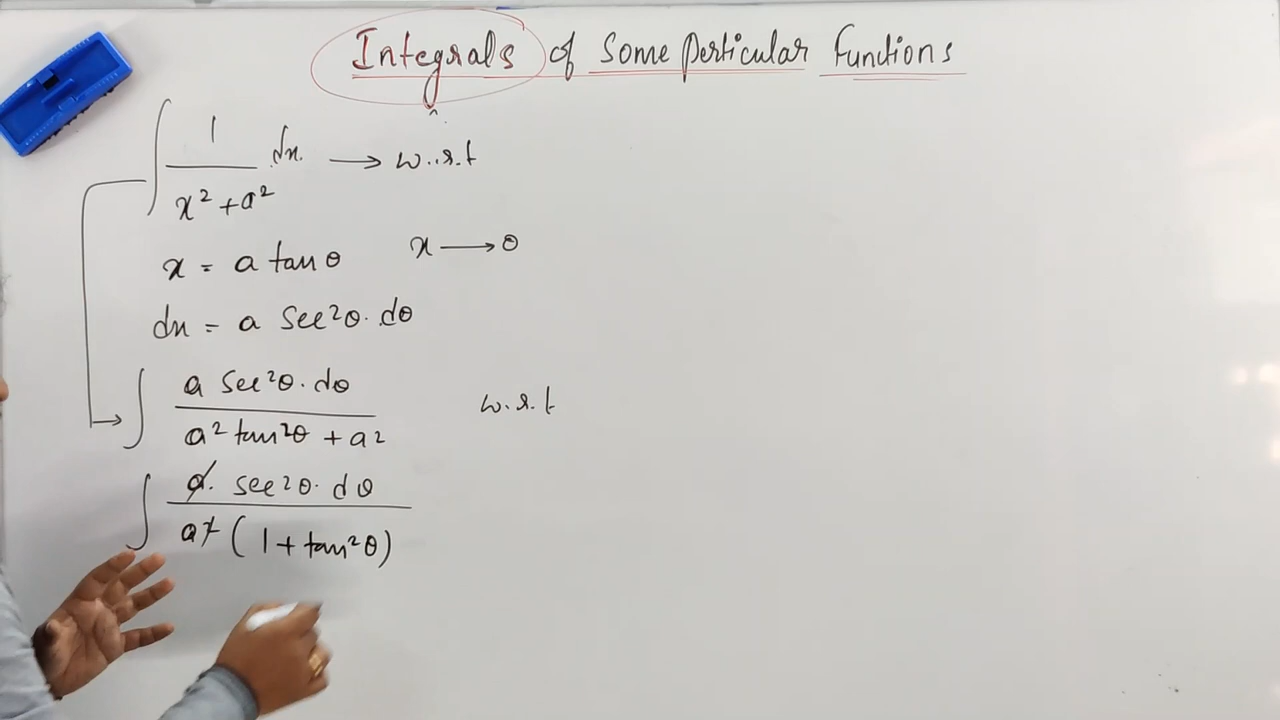 Integrals of Some Perticular Functions
∫ 1 / (x² + a²) dx. → w..r.t
x = a tan θ x → θ
dx = a sec²θ. dθ
∫ a sec²θ. dθ / (a² tan²θ + a²) w.r.t
∫ a. sec²θ. dθ / (a² (1 + tan²θ))